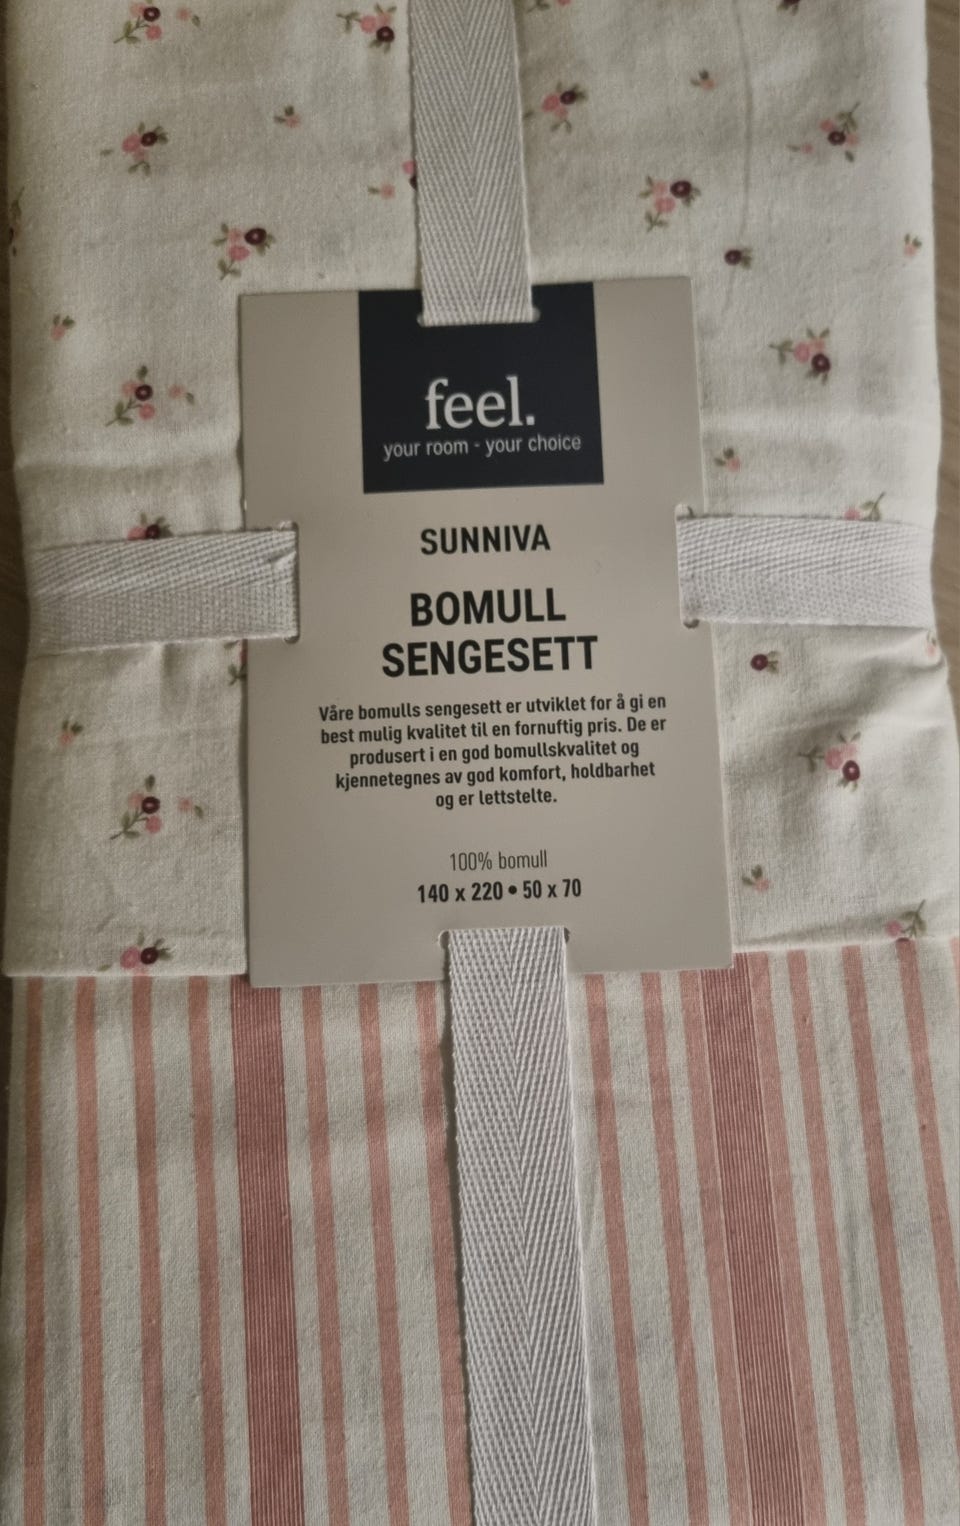 feel.
your room - your choice
SUNNIVA
BOMULL
SENGESETT
Våre bomulls sengesett er utviklet for å gi en
best mulig kvalitet til en fornuftig pris. De er
produsert i en god bomullskvalitet og
kjennetegnes av god komfort, holdbarhet
og er lettstelte.
100% bomull
140 x 220 • 50 x 70